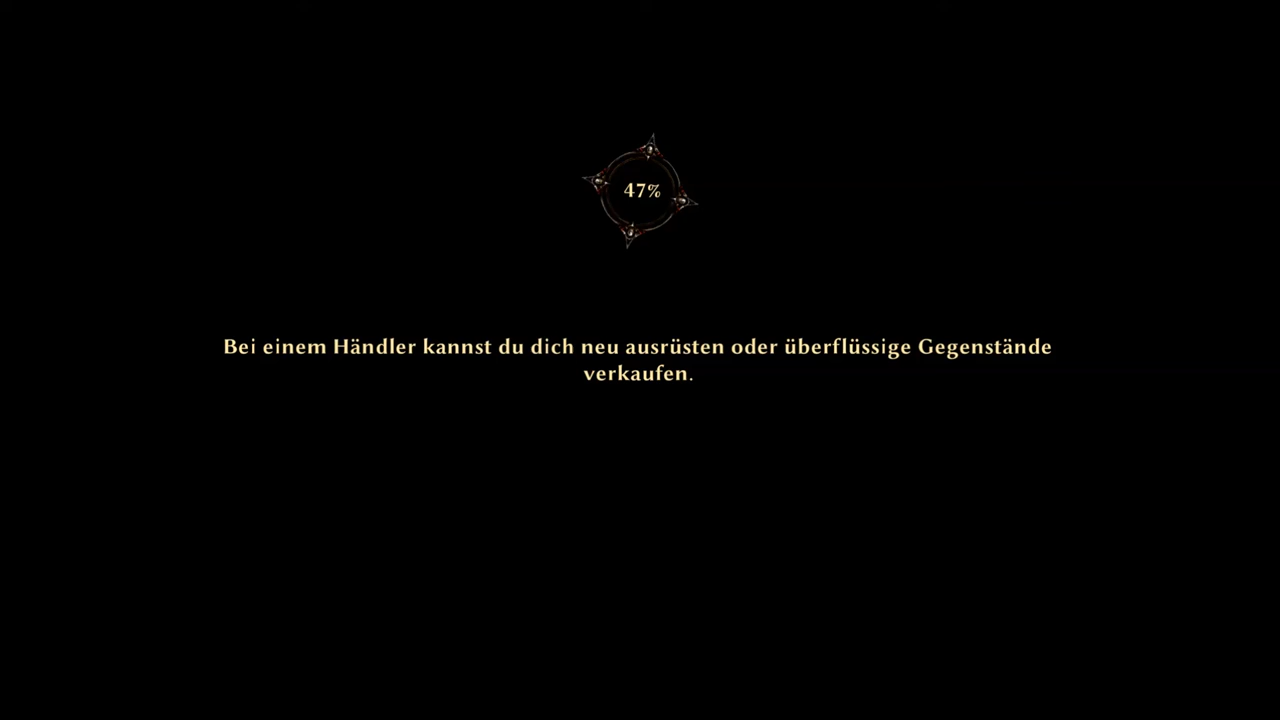 47%
Bei einem Händler kannst du dich neu ausrüsten oder überflüssige Gegenstände
verkaufen.